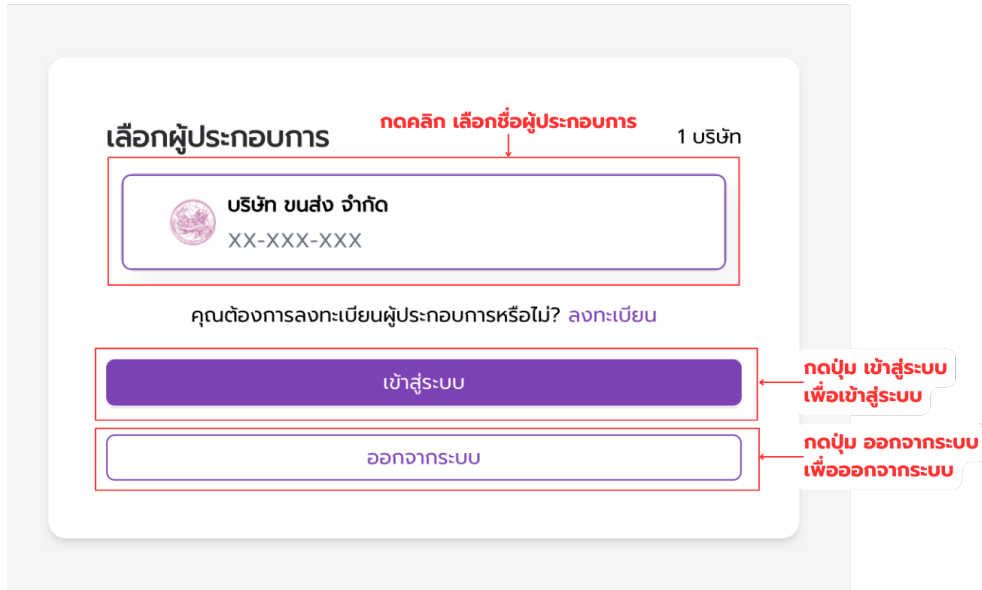 กดคลิก เลือกชื่อผู้ประกอบการ
เลือกผู้ประกอบการ
1 บริษัท
บริษัท ขนส่ง จำกัด
XX-XXX-XXX
คุณต้องการลงทะเบียนผู้ประกอบการหรือไม่? ลงทะเบียน
เข้าสู่ระบบ
กดปุ่ม เข้าสู่ระบบ
เพื่อเข้าสู่ระบบ
ออกจากระบบ
กดปุ่ม ออกจากระบบ
เพื่อออกจากระบบ